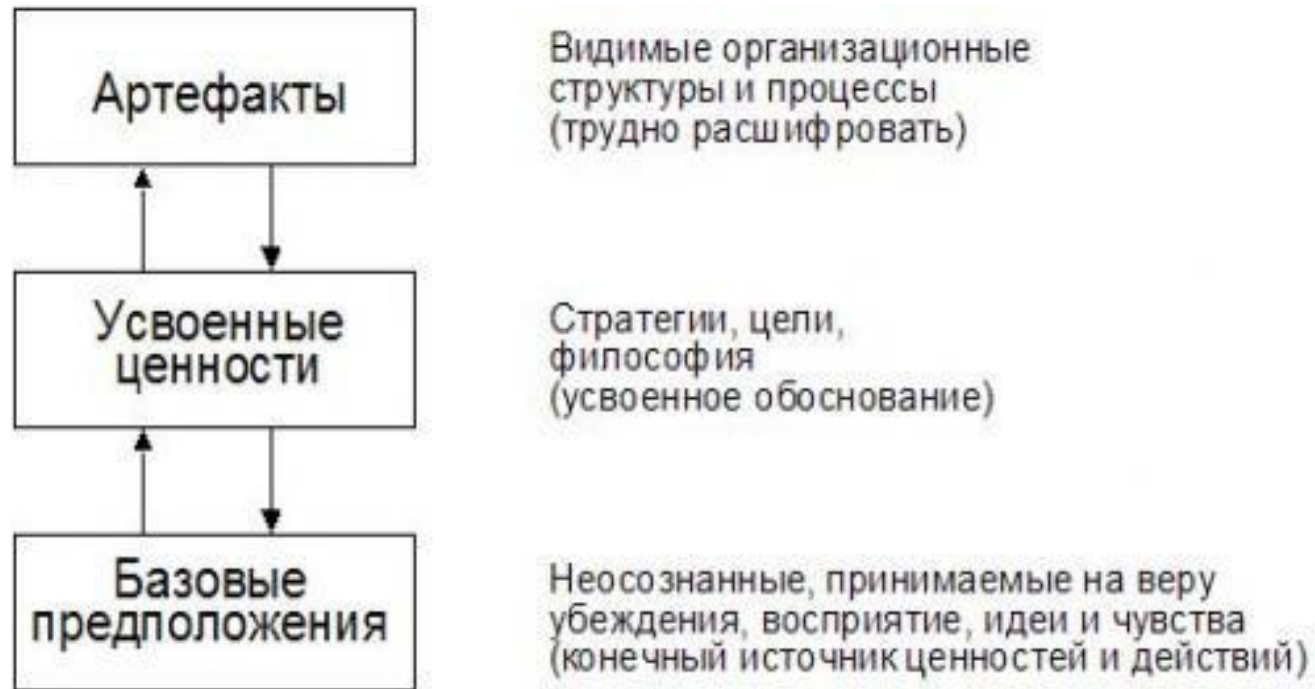 Артефакты
Видимые организационные
структуры и процессы
(трудно расшифровать)
Усвоенные
ценности
Стратегии, цели,
философия
(усвоенное обоснование)
Базовые
предположения
Неосознанные, принимаемые на веру
убеждения, восприятие, идеи и чувства
(конечный источник ценностей и действий)